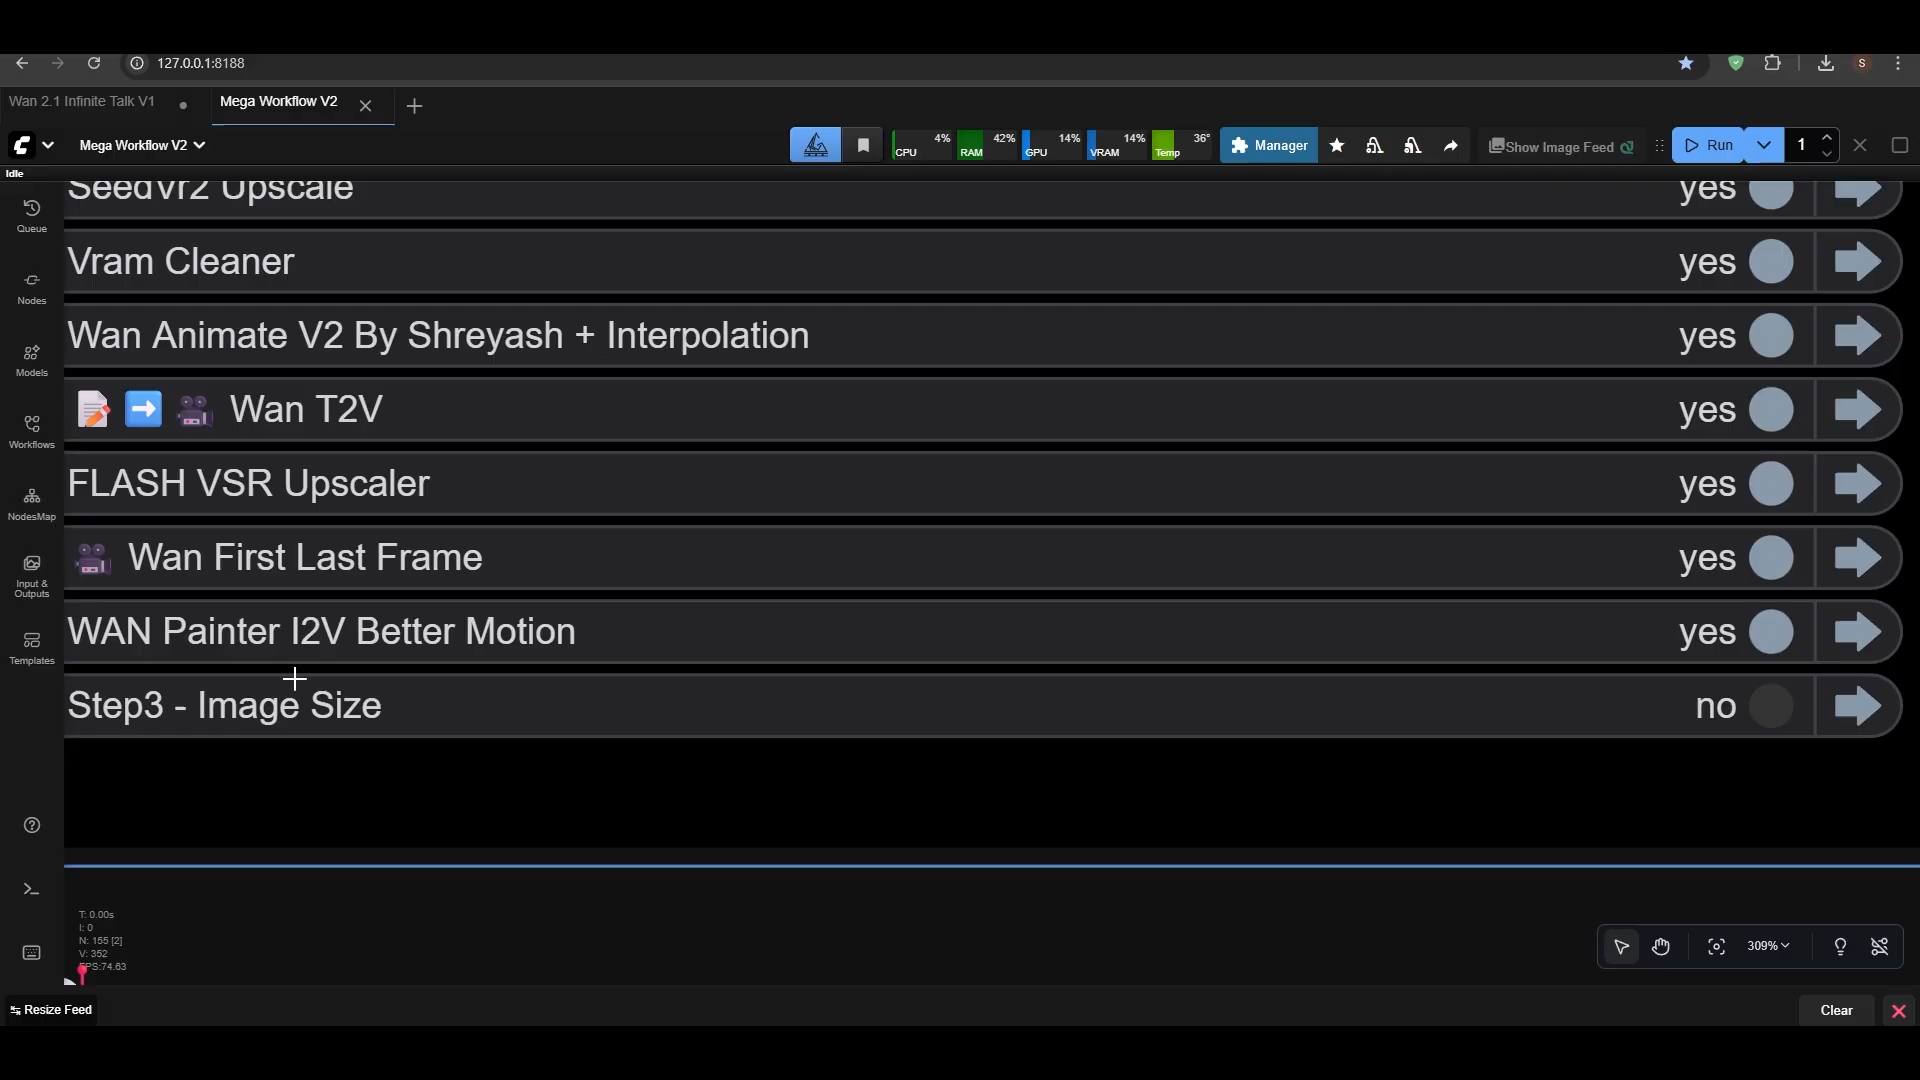 127.0.0.1:8188
S
Wan 2.1 Infinite Talk V1
Mega Workflow V2
Mega Workflow V2
CPU 4%
RAM 42%
GPU 14%
VRAM 14%
Temp 36°
Manager
Show Image Feed
Run
1
Idle
Queue
Nodes
Models
Workflows
NodesMap
Input &
Outputs
Templates
SeedVr2 Upscale yes
Vram Cleaner yes
Wan Animate V2 By Shreyash + Interpolation yes
Wan T2V yes
FLASH VSR Upscaler yes
Wan First Last Frame yes
WAN Painter I2V Better Motion yes
Step3 - Image Size no
T: 0.00s
I: 0
N: 155 [2]
V: 352
FPS:74.63
309%
Resize Feed
Clear